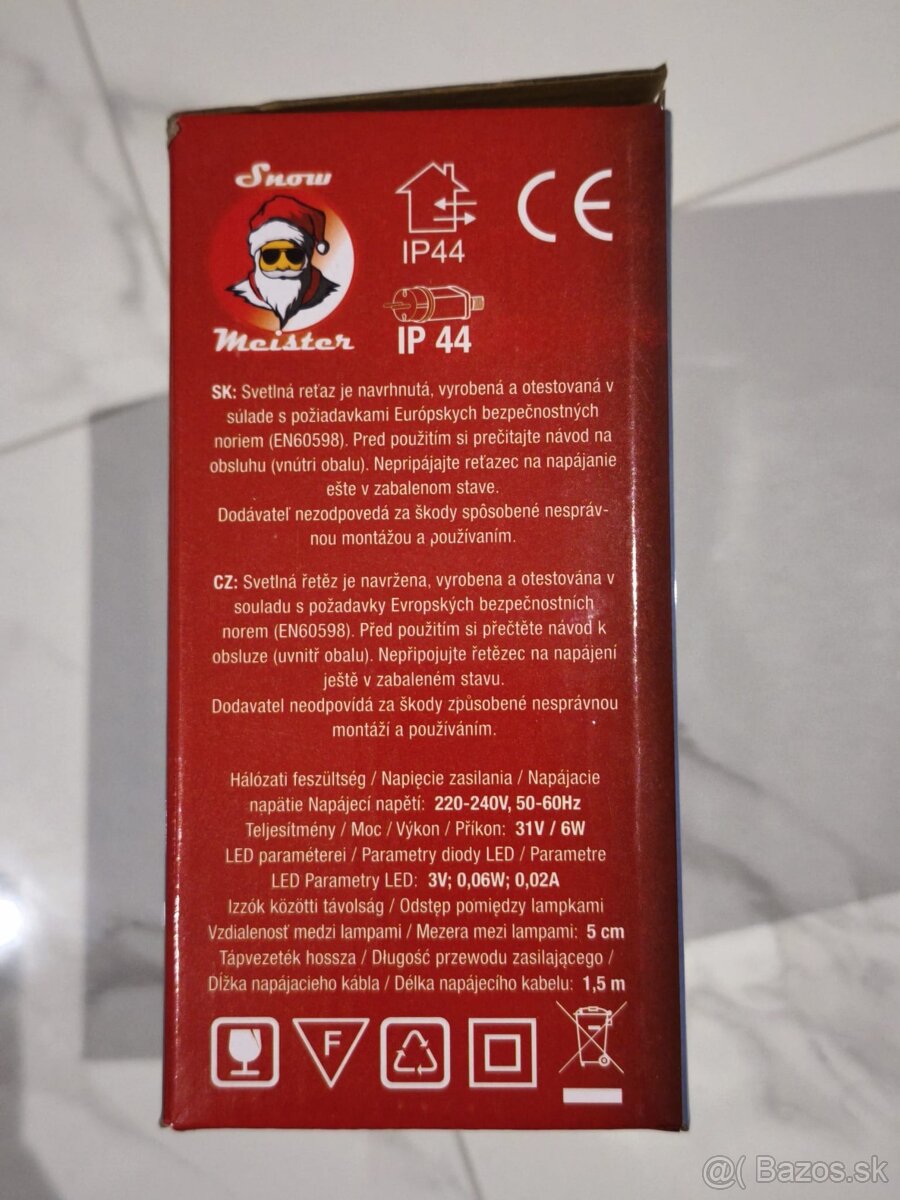 Snow
Meister
IP44
CE
IP 44
SK: Svetlná reťaz je navrhnutá, vyrobená a otestovaná v
súlade s požiadavkami Európskych bezpečnostných
noriem (EN60598). Pred použitím si prečítajte návod na
obsluhu (vnútri obalu). Nepripájajte reťazec na napájanie
ešte v zabalenom stave.
Dodávateľ nezodpovedá za škody spôsobené nespráv-
nou montážou a používaním.
CZ: Svetlná řetěz je navržena, vyrobena a otestována v
souladu s požadavky Evropských bezpečnostních
norem (EN60598). Před použitím si přečtěte návod k
obsluze (uvnitř obalu). Nepřipojujte řetězec na napájení
ještě v zabaleném stavu.
Dodavatel neodpovídá za škody způsobené nesprávnou
montáží a používáním.
Hálózati feszültség / Napięcie zasilania / Napájacie
napätie Napájecí napětí: 220-240V, 50-60Hz
Teljesítmény / Moc / Výkon / Příkon: 31V / 6W
LED paraméterei / Parametry diody LED / Parametre
LED Parametry LED: 3V; 0,06W; 0,02A
Izzók közötti távolság / Odstęp pomiędzy lampkami
Vzdialenosť medzi lampami / Mezera mezi lampami: 5 cm
Tápvezeték hossza / Długość przewodu zasilającego /
Dĺžka napájacieho kábla / Délka napájecího kabelu: 1,5 m
F
@( Bazos.sk